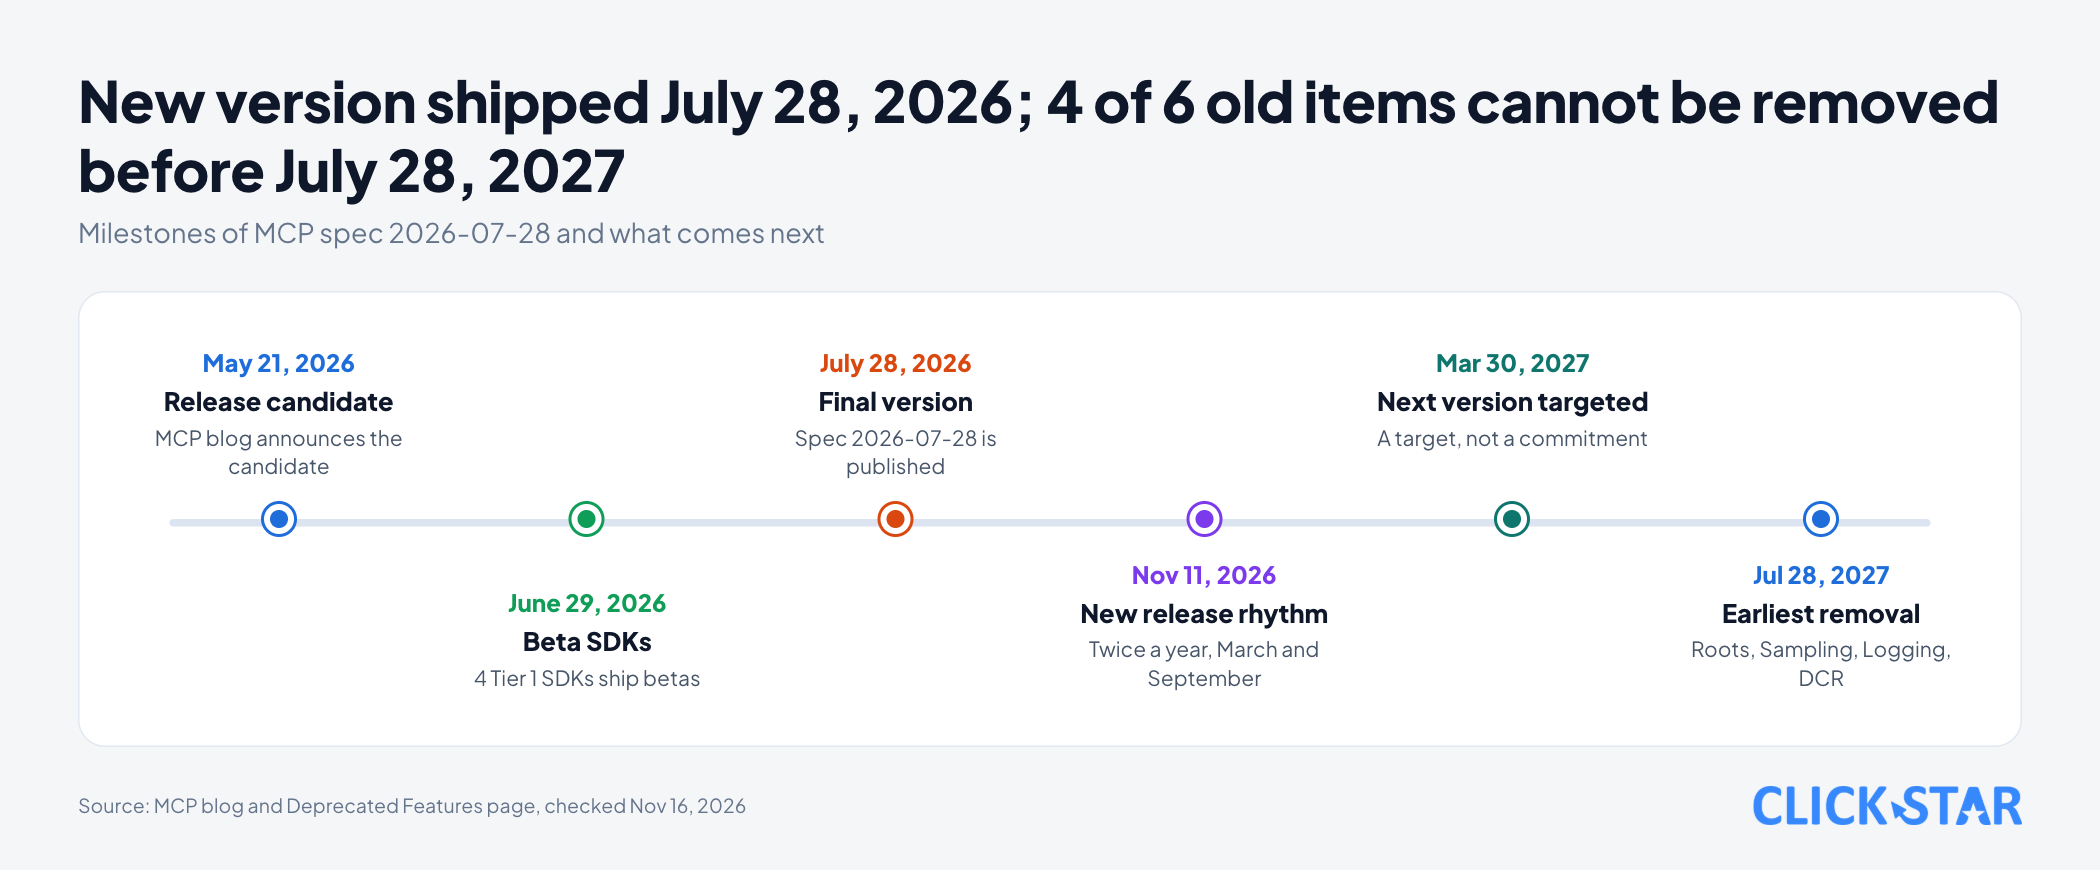 New version shipped July 28, 2026; 4 of 6 old items cannot be removed
before July 28, 2027
Milestones of MCP spec 2026-07-28 and what comes next
May 21, 2026
Release candidate
MCP blog announces the
candidate
June 29, 2026
Beta SDKs
4 Tier 1 SDKs ship betas
July 28, 2026
Final version
Spec 2026-07-28 is
published
Nov 11, 2026
New release rhythm
Twice a year, March and
September
Mar 30, 2027
Next version targeted
A target, not a commitment
Jul 28, 2027
Earliest removal
Roots, Sampling, Logging,
DCR
Source: MCP blog and Deprecated Features page, checked Nov 16, 2026
CLICKSTAR